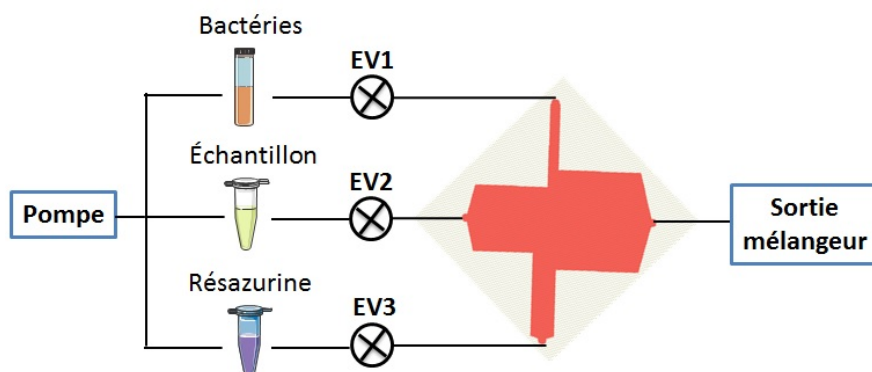 Bactéries
EV1
Échantillon
EV2
Pompe
Sortie
mélangeur
Résazurine
EV3